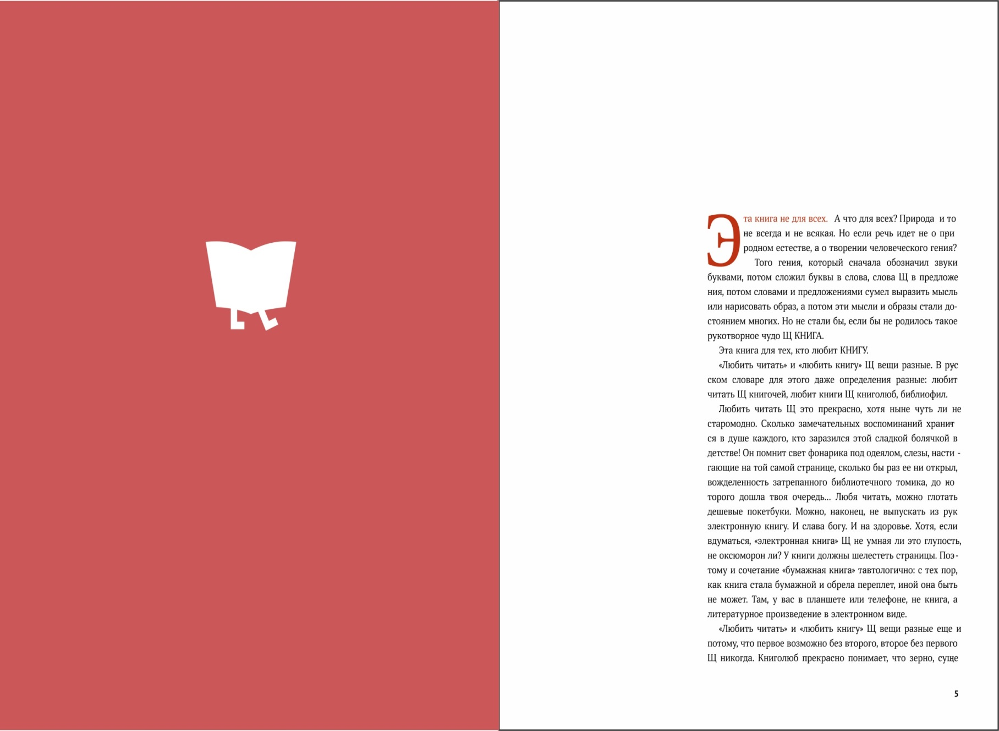 Эта книга не для всех. А что для всех? Природа и то
не всегда и не всякая. Но если речь идет не о при-
родном естестве, а о творении человеческого гения?
Того гения, который сначала обозначил звуки
буквами, потом сложил буквы в слова, слова Щ в предложе-
ния, потом словами и предложениями сумел выразить мысль
или нарисовать образ, а потом эти мысли и образы стали до-
стоянием многих. Но не стали бы, если бы не родилось такое
рукотворное чудо Щ КНИГА.
Эта книга для тех, кто любит КНИГУ.
«Любить читать» и «любить книгу» Щ вещи разные. В рус-
ском словаре для этого даже определения разные: любит
читать Щ книгочей, любит книги Щ книголюб, библиофил.
Любить читать Щ это прекрасно, хотя ныне чуть ли не
старомодно. Сколько замечательных воспоминаний хранит-
ся в душе каждого, кто заразился этой сладкой болячкой в
детстве! Он помнит свет фонарика под одеялом, слезы, насти-
гающие на той самой странице, сколько бы раз ее ни открыл,
вожделенность затрепанного библиотечного томика, до ко-
торого дошла твоя очередь... Любя читать, можно глотать
дешевые покетбуки. Можно, наконец, не выпускать из рук
электронную книгу. И слава богу. И на здоровье. Хотя, если
вдуматься, «электронная книга» Щ не умная ли это глупость,
не оксюморон ли? У книги должны шелестеть страницы. Поэ-
тому и сочетание «бумажная книга» тавтологично: с тех пор,
как книга стала бумажной и обрела переплет, иной она быть
не может. Там, у вас в планшете или телефоне, не книга, а
литературное произведение в электронном виде.
«Любить читать» и «любить книгу» Щ вещи разные еще и
потому, что первое возможно без второго, второе без первого
Щ никогда. Книголюб прекрасно понимает, что зерно, суще-
5